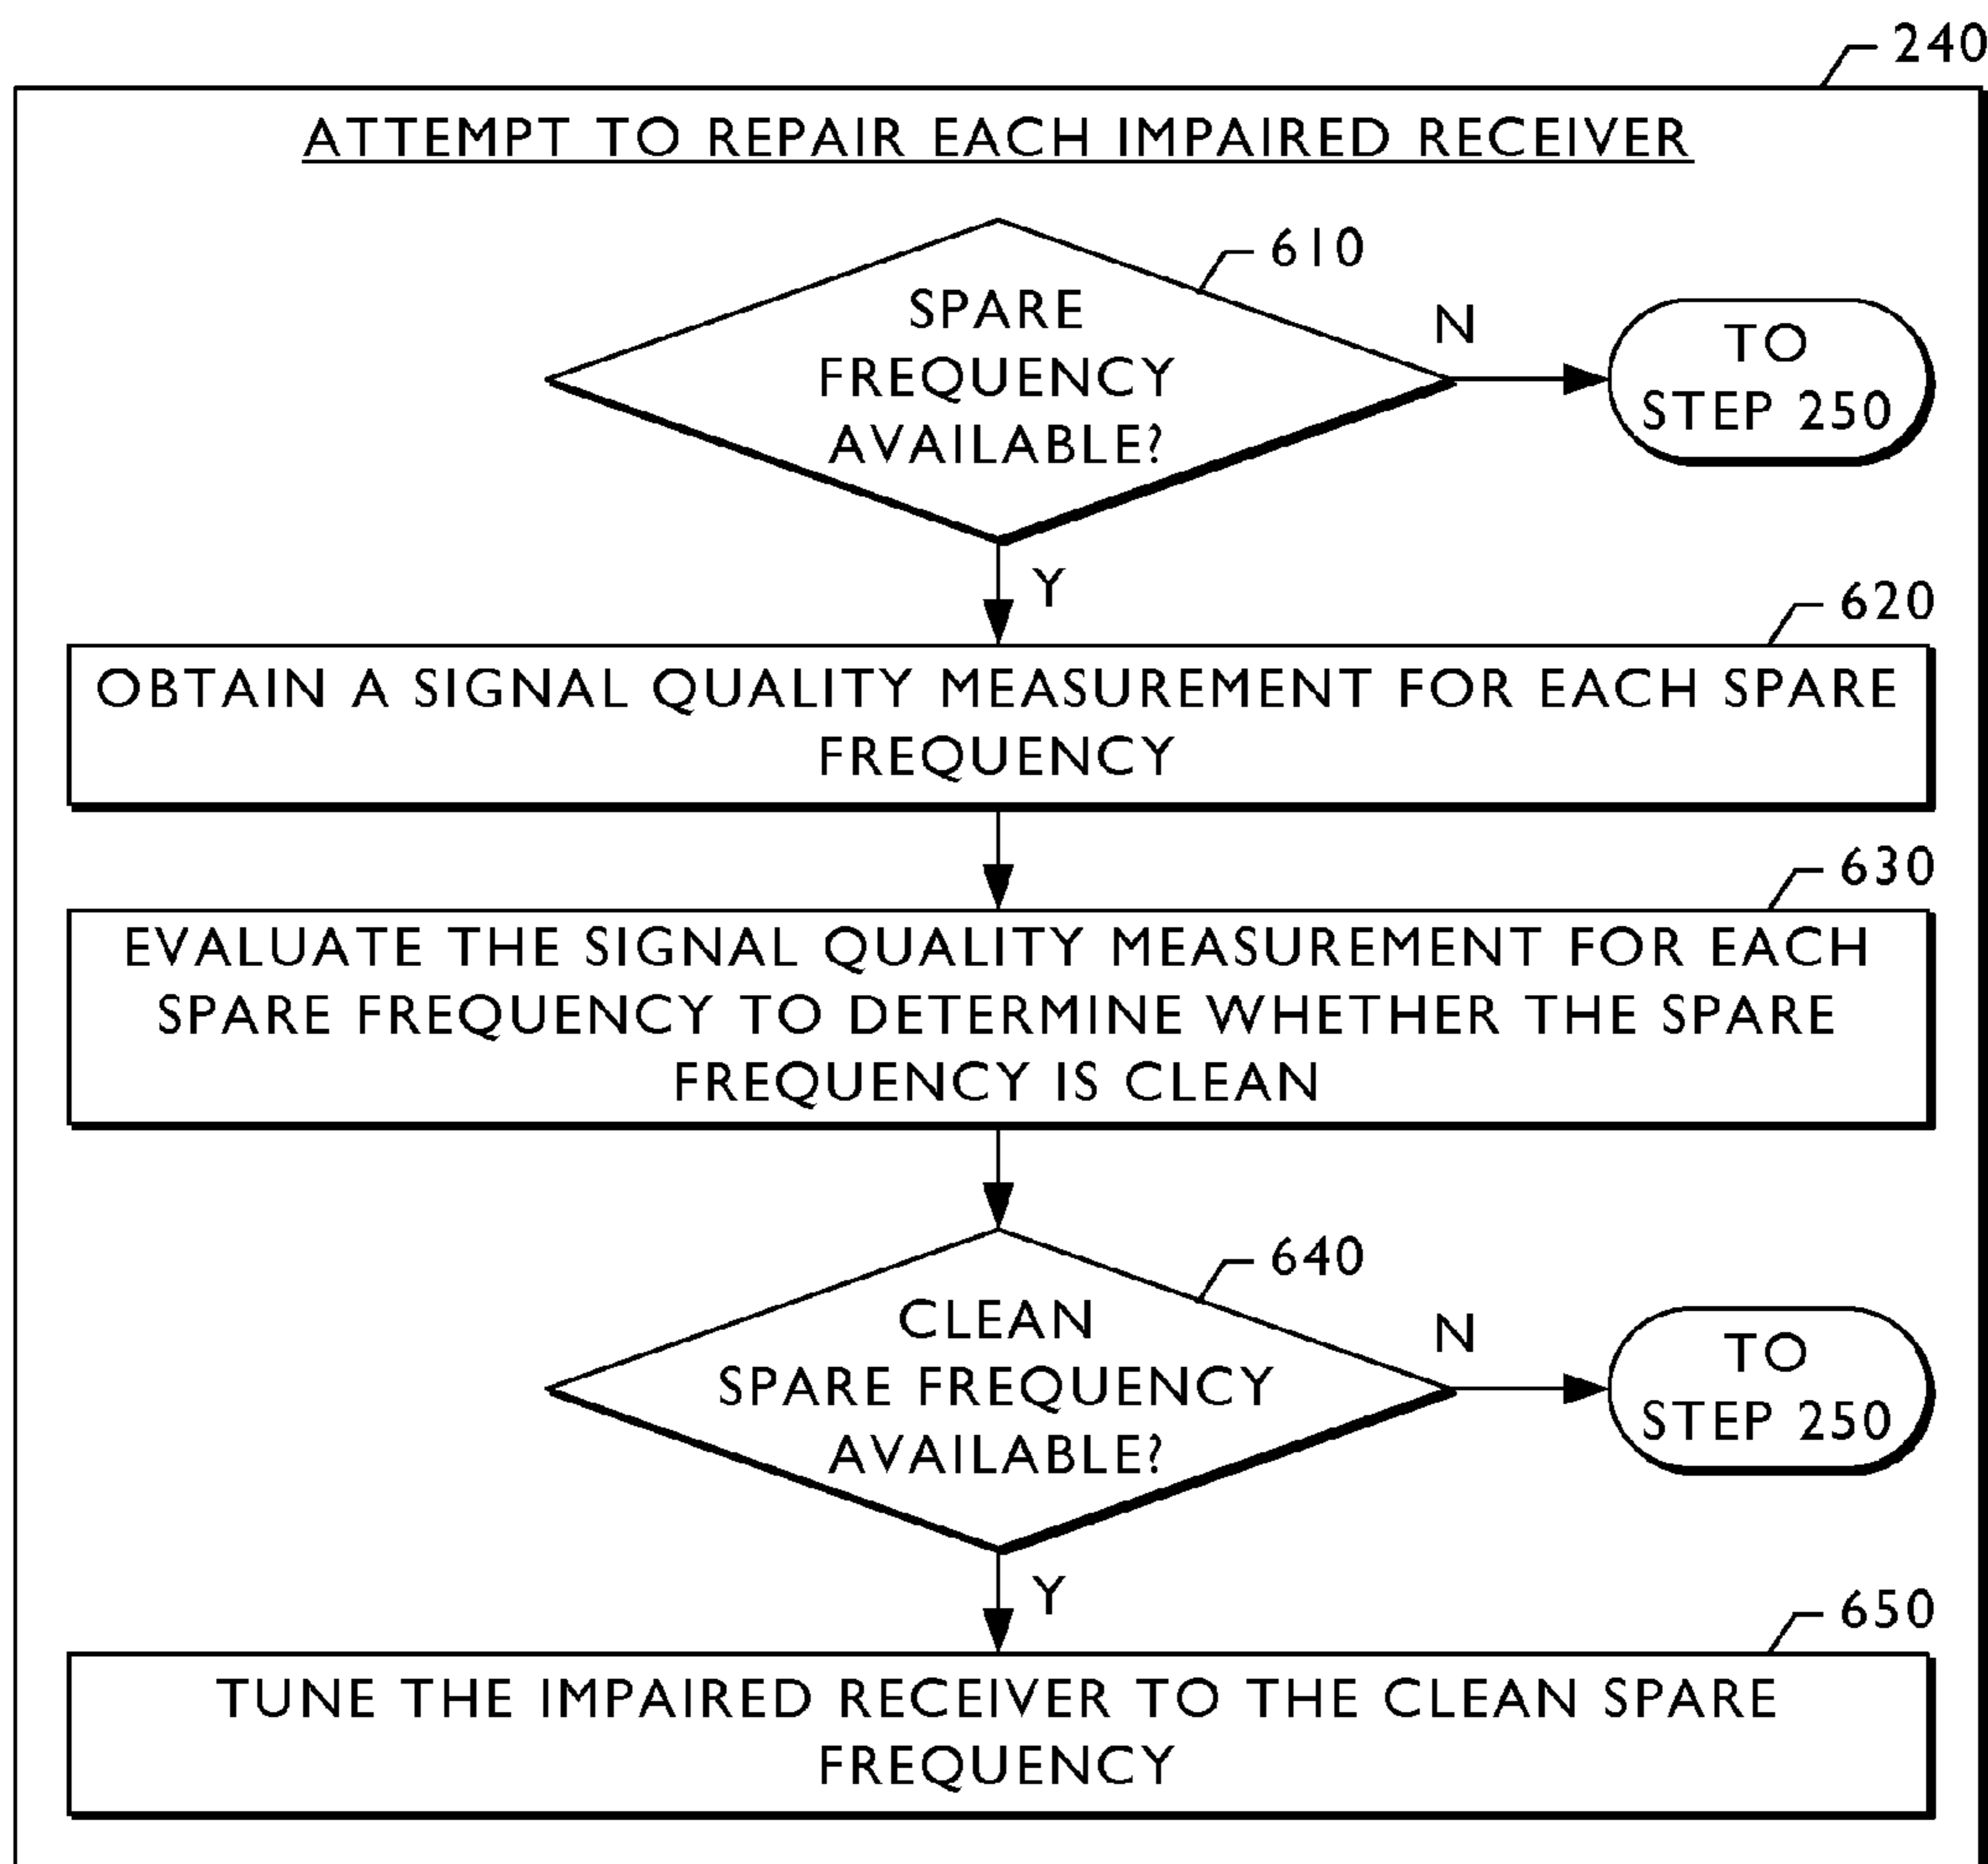 240
ATTEMPT TO REPAIR EACH IMPAIRED RECEIVER
610
SPARE
FREQUENCY
AVAILABLE?
N
TO
STEP 250
Y
620
OBTAIN A SIGNAL QUALITY MEASUREMENT FOR EACH SPARE
FREQUENCY
630
EVALUATE THE SIGNAL QUALITY MEASUREMENT FOR EACH
SPARE FREQUENCY TO DETERMINE WHETHER THE SPARE
FREQUENCY IS CLEAN
640
CLEAN
SPARE FREQUENCY
AVAILABLE?
N
TO
STEP 250
Y
650
TUNE THE IMPAIRED RECEIVER TO THE CLEAN SPARE
FREQUENCY